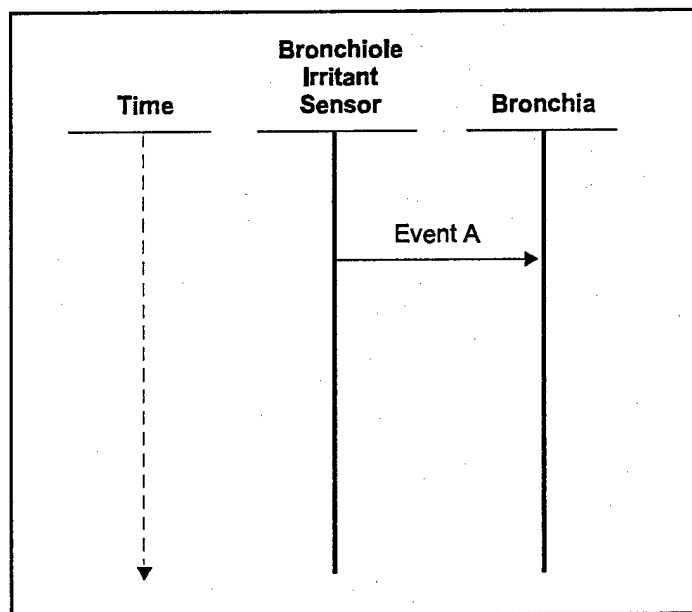 Time
Bronchiole
Irritant
Sensor
Bronchia
Event A